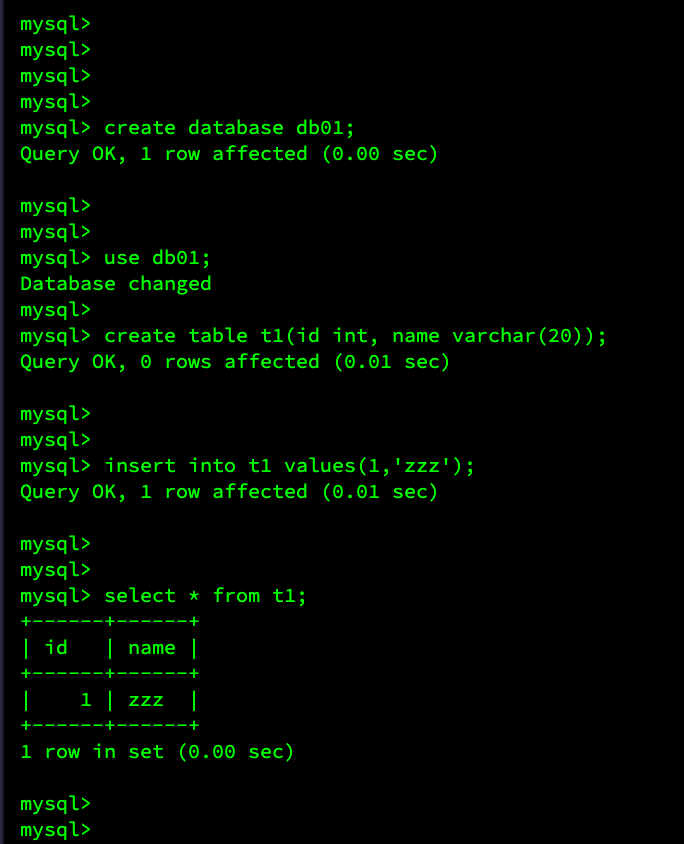 mysql>
mysql>
mysql>
mysql>
mysql> create database db01;
Query OK, 1 row affected (0.00 sec)

mysql>
mysql>
mysql> use db01;
Database changed
mysql>
mysql> create table t1(id int, name varchar(20));
Query OK, 0 rows affected (0.01 sec)

mysql>
mysql>
mysql> insert into t1 values(1,'zzz');
Query OK, 1 row affected (0.01 sec)

mysql>
mysql>
mysql> select * from t1;
+------+------+
| id   | name |
+------+------+
|    1 | zzz  |
+------+------+
1 row in set (0.00 sec)

mysql>
mysql>